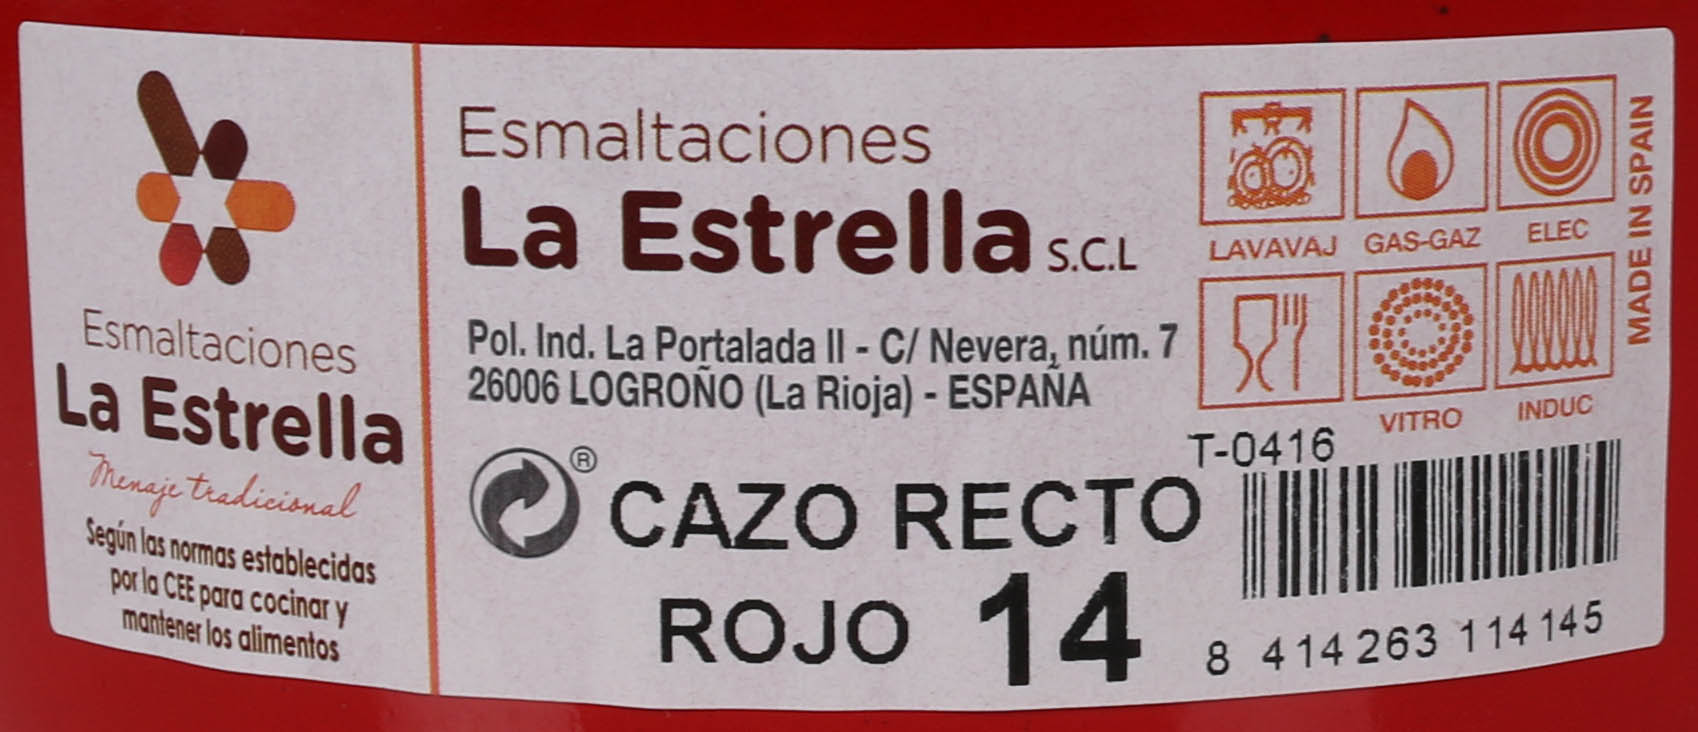 Esmaltaciones
La Estrella
Menaje tradicional
Según las normas establecidas
por la CEE para cocinar y
mantener los alimentos
Esmaltaciones
La Estrella S.C.L
Pol. Ind. La Portalada II - C/ Nevera, núm. 7
26006 LOGROÑO (La Rioja) - ESPAÑA
®
CAZO RECTO
ROJO 14
LAVAVAJ GAS-GAZ ELEC
VITRO INDUC
MADE IN SPAIN
T-0416
8 414263 114145